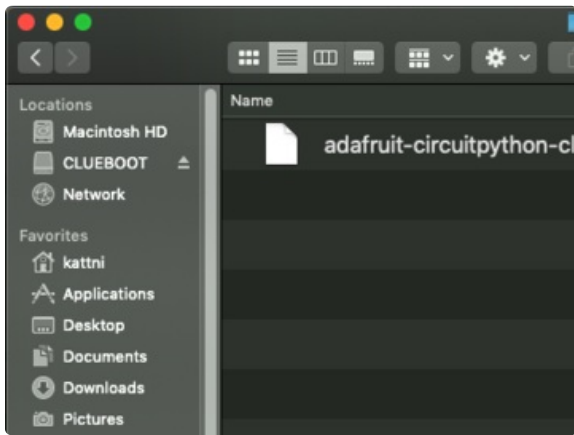 Locations
Macintosh HD
CLUEBOOT
Network
Favorites
kattni
Applications
Desktop
Documents
Downloads
Pictures
Name
adafruit-circuitpython-cl